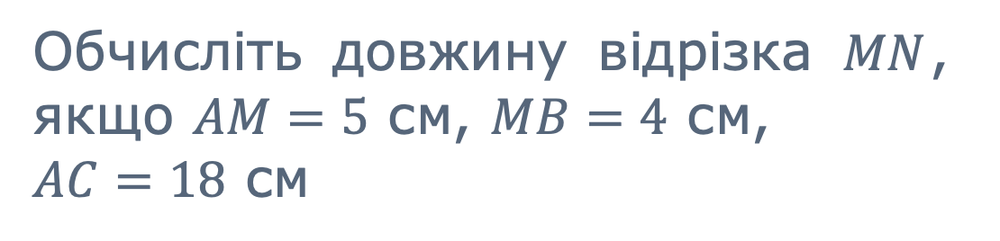 Обчисліть довжину відрізка MN,
якщо AM = 5 см, MB = 4 см,
AC = 18 см